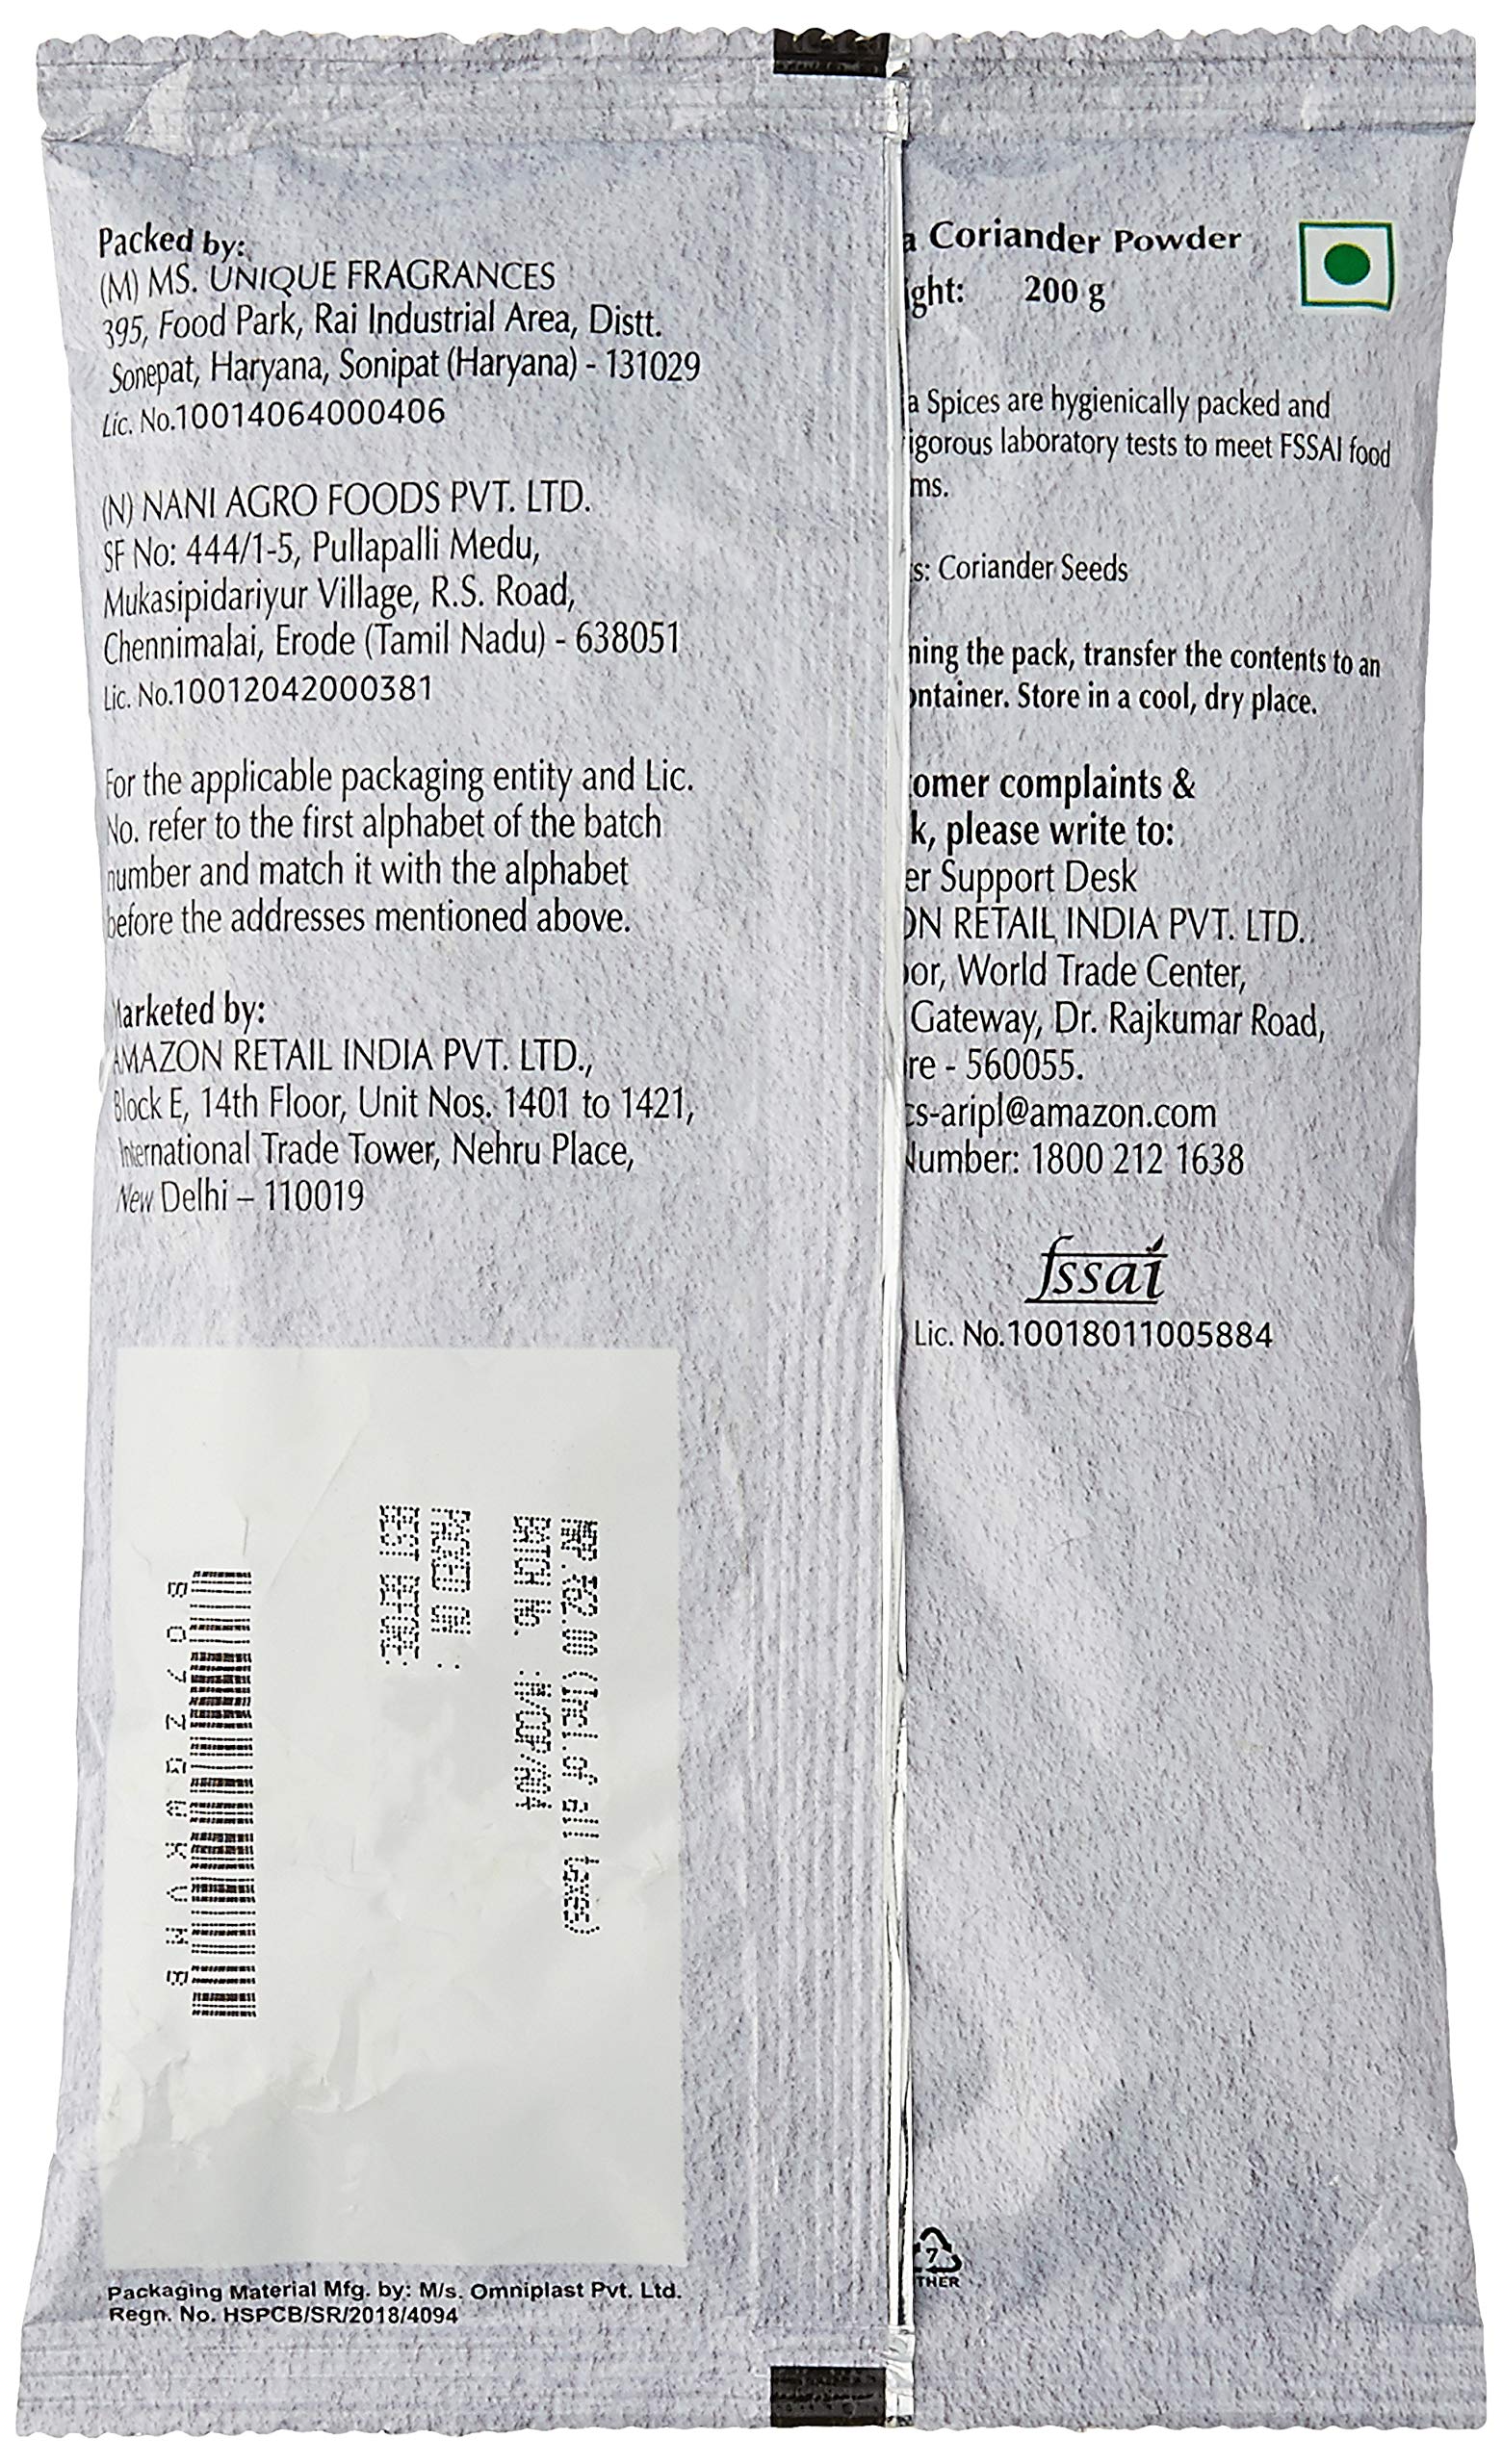 Packed by:
(M) MS. UNIQUE FRAGRANCES
395, Food Park, Rai Industrial Area, Distt.
Sonepat, Haryana, Sonipat (Haryana) - 131029
Lic. No.10014064000406
(N) NANI AGRO FOODS PVT. LTD.
SF No: 444/1-5, Pullapalli Medu,
Mukasipidariyur Village, R.S. Road,
Chennimalai, Erode (Tamil Nadu) - 638051
Lic. No.10012042000381
For the applicable packaging entity and Lic.
No. refer to the first alphabet of the batch
number and match it with the alphabet
before the addresses mentioned above.
Marketed by:
AMAZON RETAIL INDIA PVT. LTD.,
Block E, 14th Floor, Unit Nos. 1401 to 1421,
International Trade Tower, Nehru Place,
New Delhi – 110019
MRP.₹62.00 (Incl.of all taxes)
BATCH No. :
PACKED ON :
BEST BEFORE:
B07ZGWKVMB
Packaging Material Mfg. by: M/s. Omniplast Pvt. Ltd.
Regn. No. HSPCB/SR/2018/4094
a Coriander Powder
ight: 200 g
a Spices are hygienically packed and
igorous laboratory tests to meet FSSAI food
ms.
s: Coriander Seeds
ning the pack, transfer the contents to an
ontainer. Store in a cool, dry place.
omer complaints &
k, please write to:
er Support Desk
ON RETAIL INDIA PVT. LTD.
oor, World Trade Center,
Gateway, Dr. Rajkumar Road,
re - 560055.
cs-aripl@amazon.com
Number: 1800 212 1638
fssai
Lic. No.10018011005884
7
THER